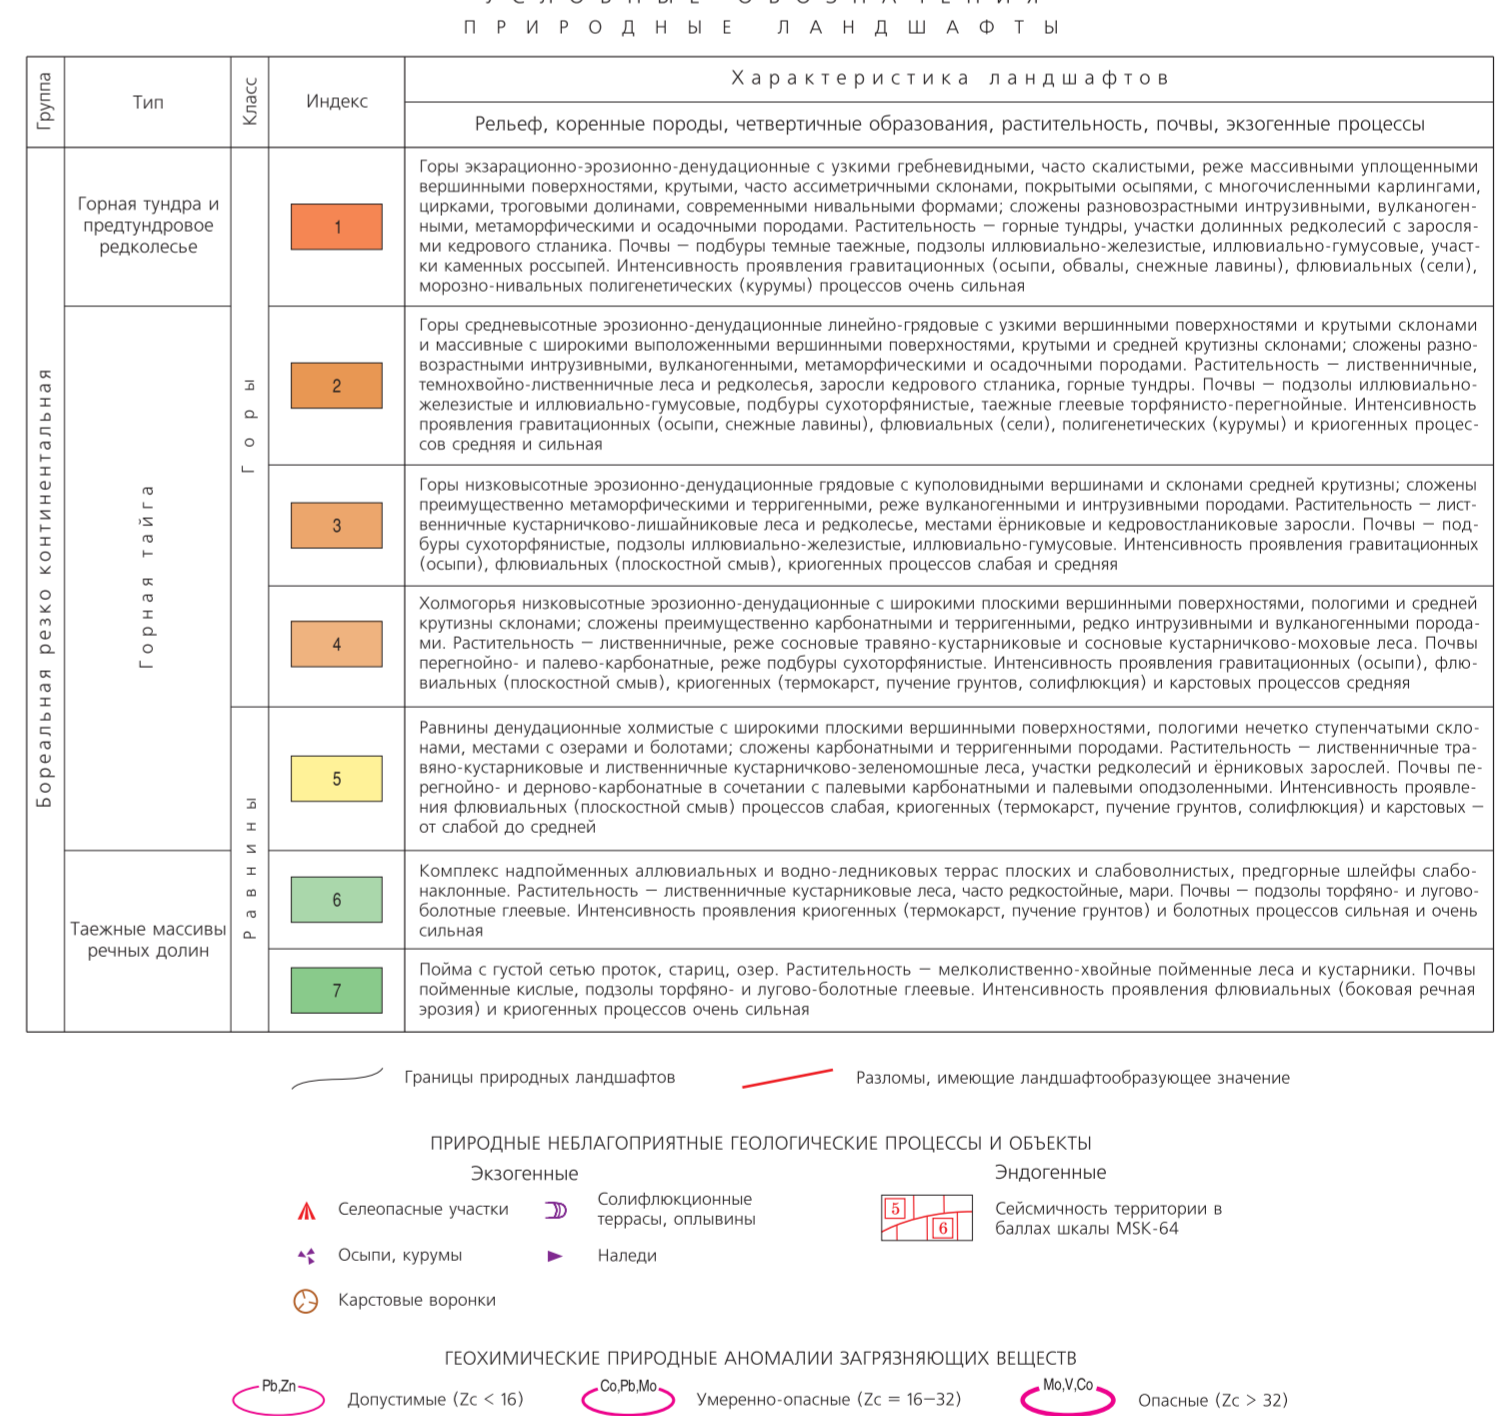 УСЛОВНЫЕ ОБОЗНАЧЕНИЯ
ПРИРОДНЫЕ ЛАНДШАФТЫ
Группа
Тип
Класс
Индекс
Характеристика ландшафтов
Рельеф, коренные породы, четвертичные образования, растительность, почвы, экзогенные процессы
Бореальная резко континентальная
Горная тундра и
предтундровое
редколесье
Горы
1
Горы экзарационно-эрозионно-денудационные с узкими гребневидными, часто скалистыми, реже массивными уплощенными
вершинными поверхностями, крутыми, часто ассиметричными склонами, покрытыми осыпями, с многочисленными карлингами,
цирками, троговыми долинами, современными нивальными формами; сложены разновозрастными интрузивными, вулканоген-
ными, метаморфическими и осадочными породами. Растительность – горные тундры, участки долинных редколесий с заросля-
ми кедрового стланика. Почвы – подбуры темные таежные, подзолы иллювиально-железистые, иллювиально-гумусовые, участ-
ки каменных россыпей. Интенсивность проявления гравитационных (осыпи, обвалы, снежные лавины), флювиальных (сели),
морозно-нивальных полигенетических (курумы) процессов очень сильная
Горная тайга
2
Горы средневысотные эрозионно-денудационные линейно-грядовые с узкими вершинными поверхностями и крутыми склонами
и массивные с широкими выположенными вершинными поверхностями, крутыми и средней крутизны склонами; сложены разно-
возрастными интрузивными, вулканогенными, метаморфическими и осадочными породами. Растительность – лиственничные,
темнохвойно-лиственничные леса и редколесья, заросли кедрового стланика, горные тундры. Почвы – подзолы иллювиально-
железистые и иллювиально-гумусовые, подбуры сухоторфянистые, таежные глеевые торфянисто-перегнойные. Интенсивность
проявления гравитационных (осыпи, снежные лавины), флювиальных (сели), полигенетических (курумы) и криогенных процес-
сов средняя и сильная
3
Горы низковысотные эрозионно-денудационные грядовые с куполовидными вершинами и склонами средней крутизны; сложены
преимущественно метаморфическими и терригенными, реже вулканогенными и интрузивными породами. Растительность – лист-
венничные кустарничково-лишайниковые леса и редколесье, местами ёрниковые и кедровостланиковые заросли. Почвы – под-
буры сухоторфянистые, подзолы иллювиально-железистые, иллювиально-гумусовые. Интенсивность проявления гравитационных
(осыпи), флювиальных (плоскостной смыв), криогенных процессов слабая и средняя
4
Холмогорья низковысотные эрозионно-денудационные с широкими плоскими вершинными поверхностями, пологими и средней
крутизны склонами; сложены преимущественно карбонатными и терригенными, редко интрузивными и вулканогенными порода-
ми. Растительность – лиственничные, реже сосновые травяно-кустарниковые и сосновые кустарничково-моховые леса. Почвы
перегнойно- и палево-карбонатные, реже подбуры сухоторфянистые. Интенсивность проявления гравитационных (осыпи), флю-
виальных (плоскостной смыв), криогенных (термокарст, пучение грунтов, солифлюкция) и карстовых процессов средняя
Равнины
5
Равнины денудационные холмистые с широкими плоскими вершинными поверхностями, пологими нечетко ступенчатыми скло-
нами, местами с озерами и болотами; сложены карбонатными и терригенными породами. Растительность – лиственничные тра-
вяно-кустарниковые и лиственничные кустарничково-зеленомошные леса, участки редколесий и ёрниковых зарослей. Почвы пе-
регнойно- и дерново-карбонатные в сочетании с палевыми карбонатными и палевыми оподзоленными. Интенсивность проявле-
ния флювиальных (плоскостной смыв) процессов слабая, криогенных (термокарст, пучение грунтов, солифлюкция) и карстовых –
от слабой до средней
Таежные массивы
речных долин
6
Комплекс надпойменных аллювиальных и водно-ледниковых террас плоских и слабоволнистых, предгорные шлейфы слабо-
наклонные. Растительность – лиственничные кустарниковые леса, часто редкостойные, мари. Почвы – подзолы торфяно- и лугово-
болотные глеевые. Интенсивность проявления криогенных (термокарст, пучение грунтов) и болотных процессов сильная и очень
сильная
7
Пойма с густой сетью проток, стариц, озер. Растительность – мелколиственно-хвойные пойменные леса и кустарники. Почвы
пойменные кислые, подзолы торфяно- и лугово-болотные глеевые. Интенсивность проявления флювиальных (боковая речная
эрозия) и криогенных процессов очень сильная
Границы природных ландшафтов
Разломы, имеющие ландшафтообразующее значение
ПРИРОДНЫЕ НЕБЛАГОПРИЯТНЫЕ ГЕОЛОГИЧЕСКИЕ ПРОЦЕССЫ И ОБЪЕКТЫ
Экзогенные
Эндогенные
Селеопасные участки
Солифлюкционные
террасы, оплывины
5
6
Сейсмичность территории в
баллах шкалы MSK-64
Осыпи, курумы
Наледи
Карстовые воронки
ГЕОХИМИЧЕСКИЕ ПРИРОДНЫЕ АНОМАЛИИ ЗАГРЯЗНЯЮЩИХ ВЕЩЕСТВ
Pb,Zn
Допустимые (Zc < 16)
Co,Pb,Mo
Умеренно-опасные (Zc = 16–32)
Mo,V,Co
Опасные (Zc > 32)